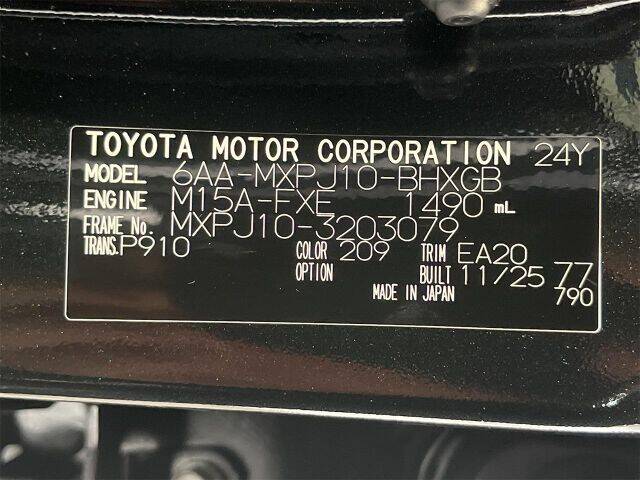 TOYOTA MOTOR CORPORATION 24Y
MODEL 6AA-MXPJ10-BHXGB
ENGINE M15A-FXE 1490 mL
FRAME No. MXPJ10-3203079
TRANS. P910 COLOR 209 TRIM EA20
OPTION BUILT 11/25 77
MADE IN JAPAN 790